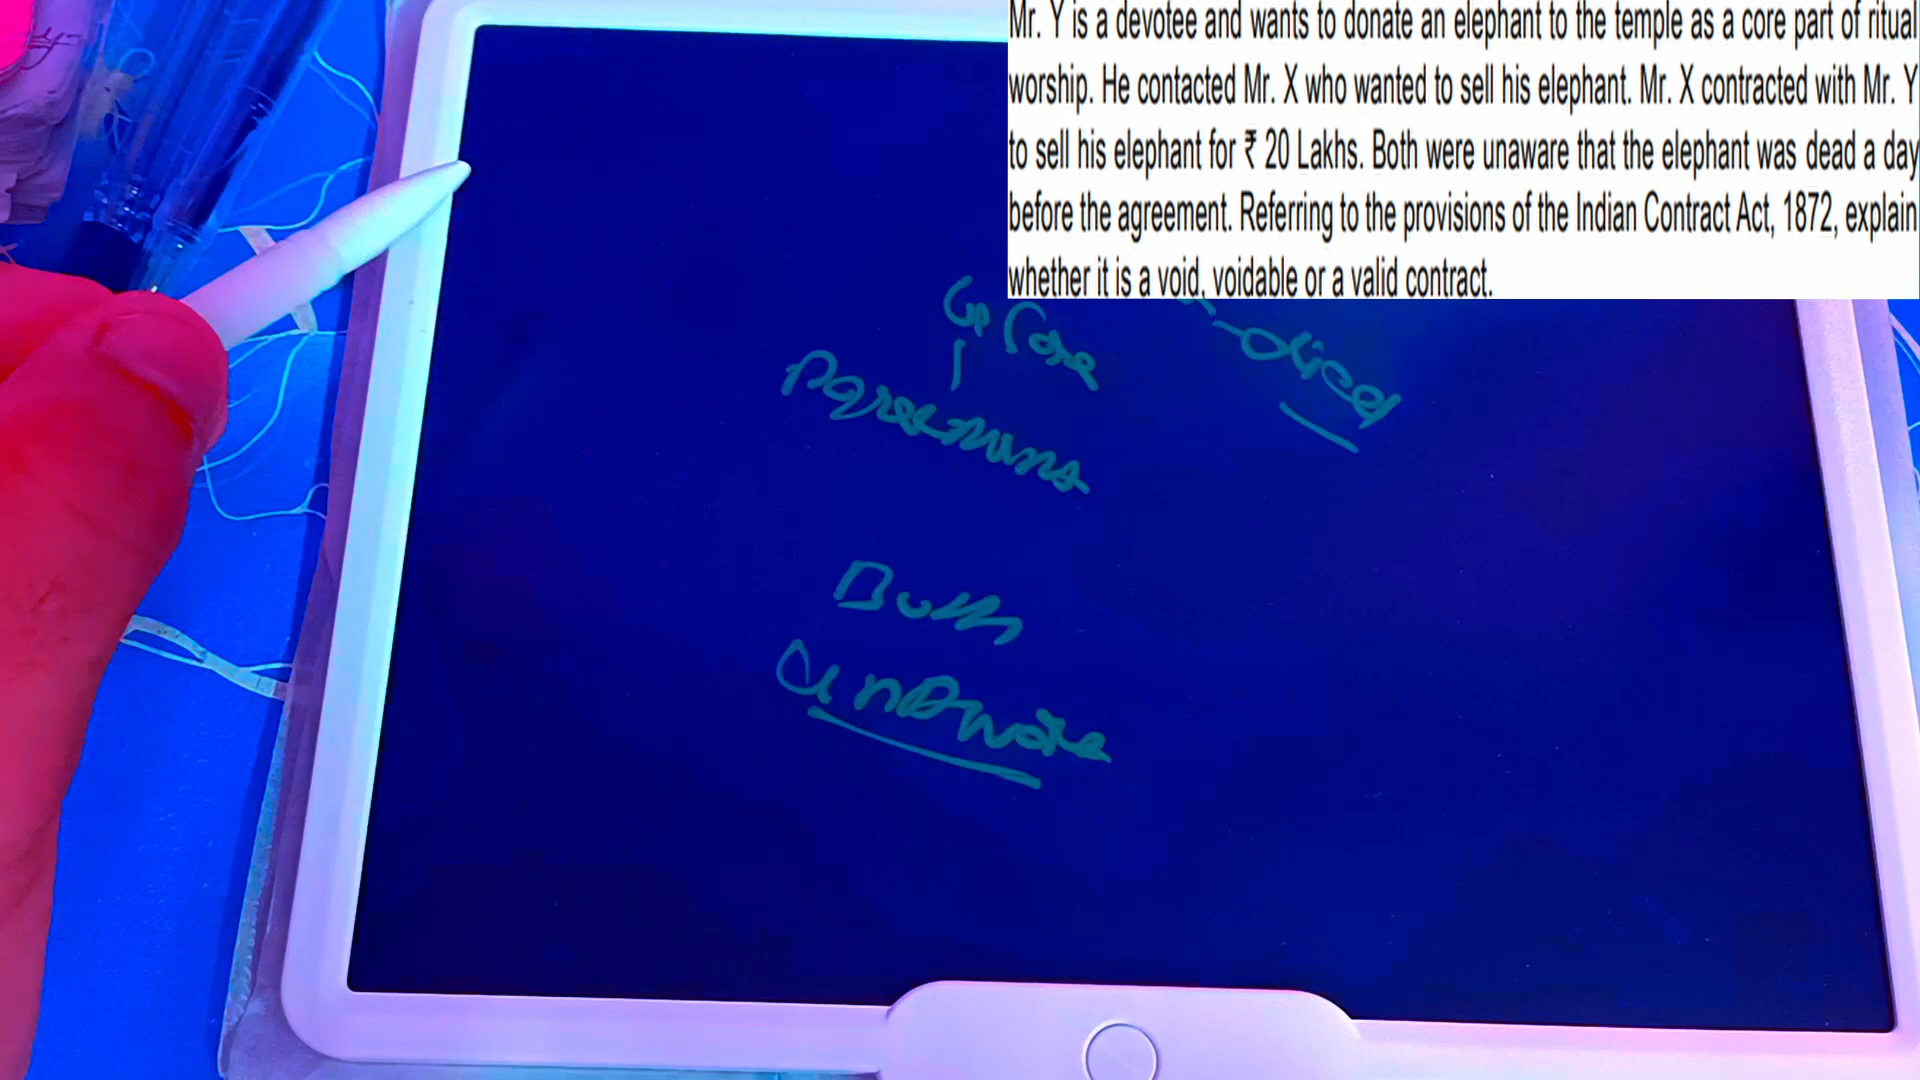 Mr. Y is a devotee and wants to donate an elephant to the temple as a core part of ritual
worship. He contacted Mr. X who wanted to sell his elephant. Mr. X contracted with Mr. Y
to sell his elephant for ₹ 20 Lakhs. Both were unaware that the elephant was dead a day
before the agreement. Referring to the provisions of the Indian Contract Act, 1872, explain
whether it is a void, voidable or a valid contract.
died
Both
unaware